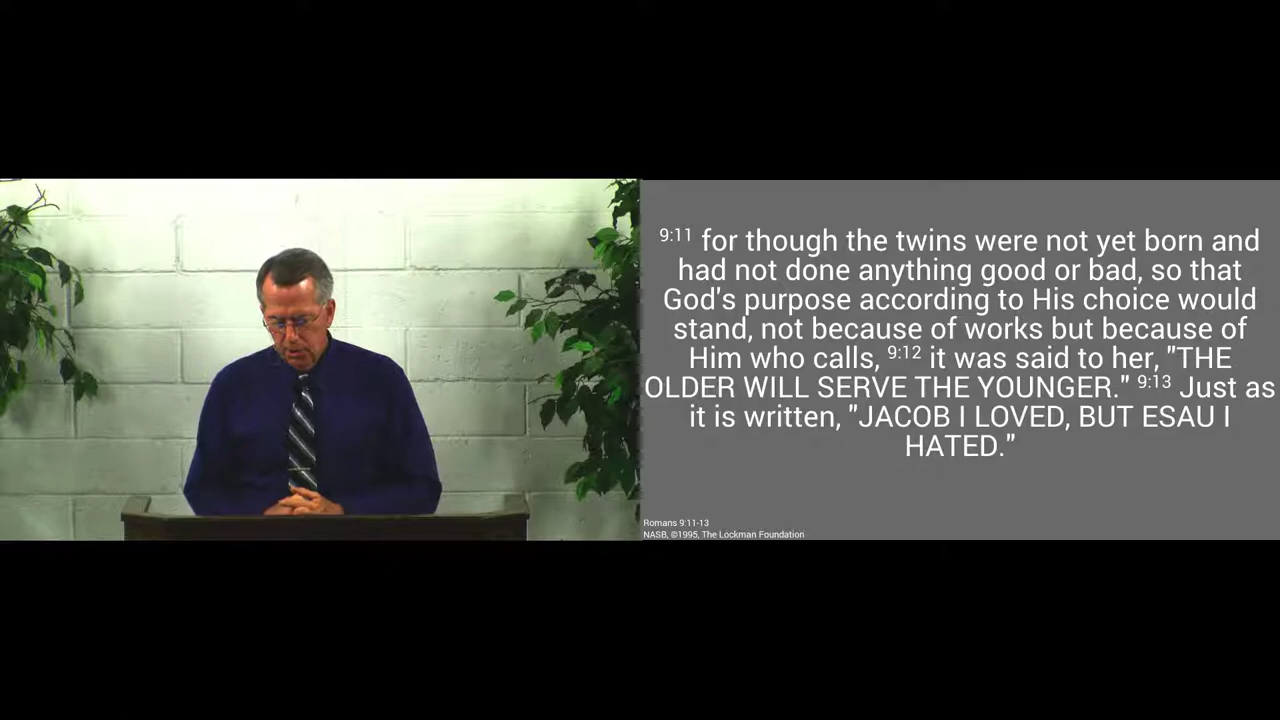 9:11 for though the twins were not yet born and
had not done anything good or bad, so that
God's purpose according to His choice would
stand, not because of works but because of
Him who calls, 9:12 it was said to her, "THE
OLDER WILL SERVE THE YOUNGER." 9:13 Just as
it is written, "JACOB I LOVED, BUT ESAU I
HATED."
Romans 9:11-13
NASB, ©1995, The Lockman Foundation